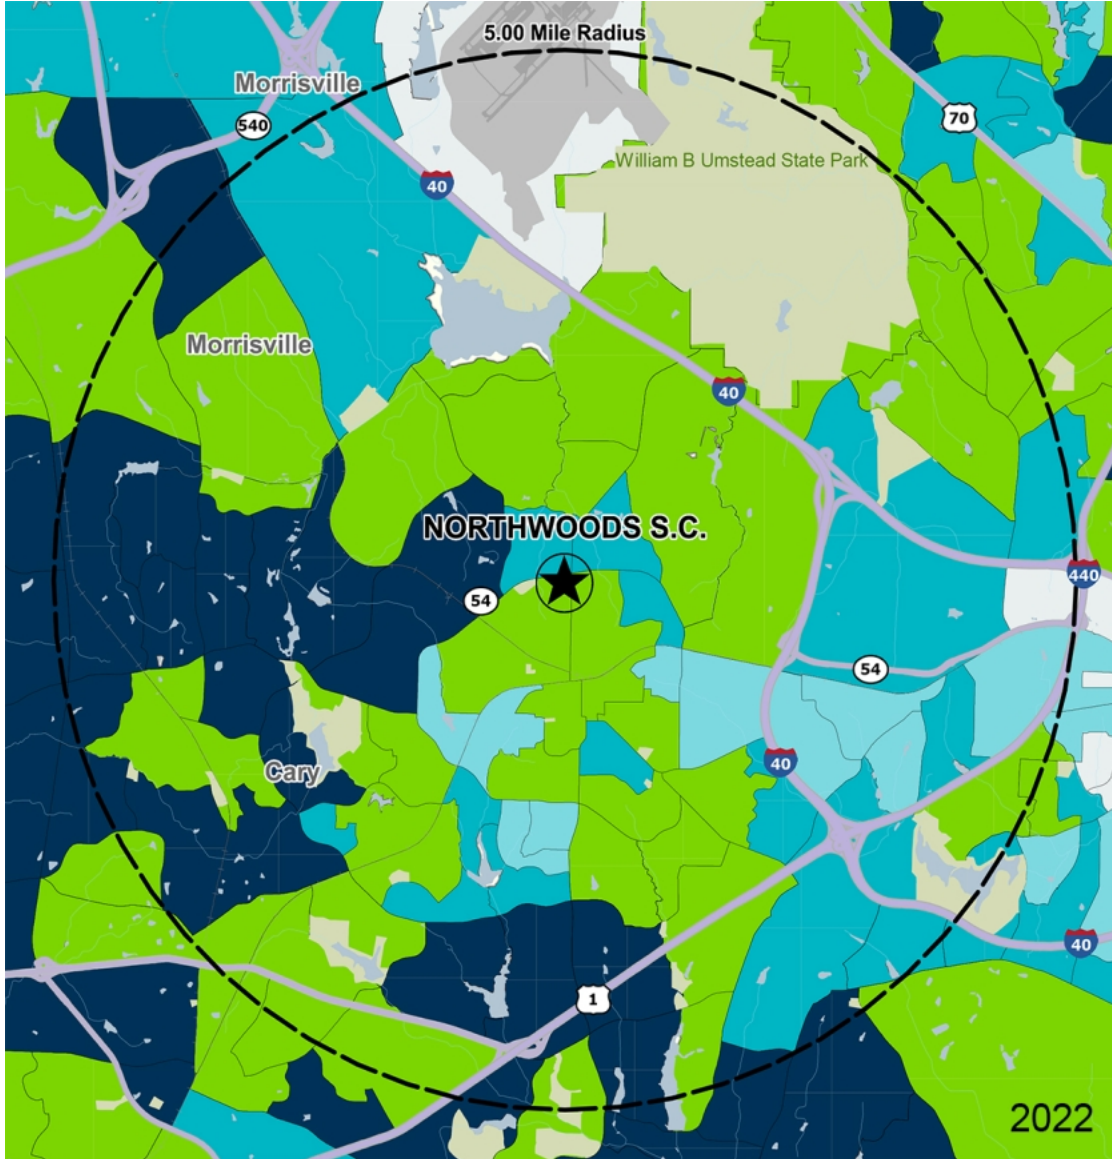 5.00 Mile Radius
Morrisville
540
70
William B Umstead State Park
40
Morrisville
40
NORTHWOODS S.C.
440
54
54
40
Cary
40
1
2022